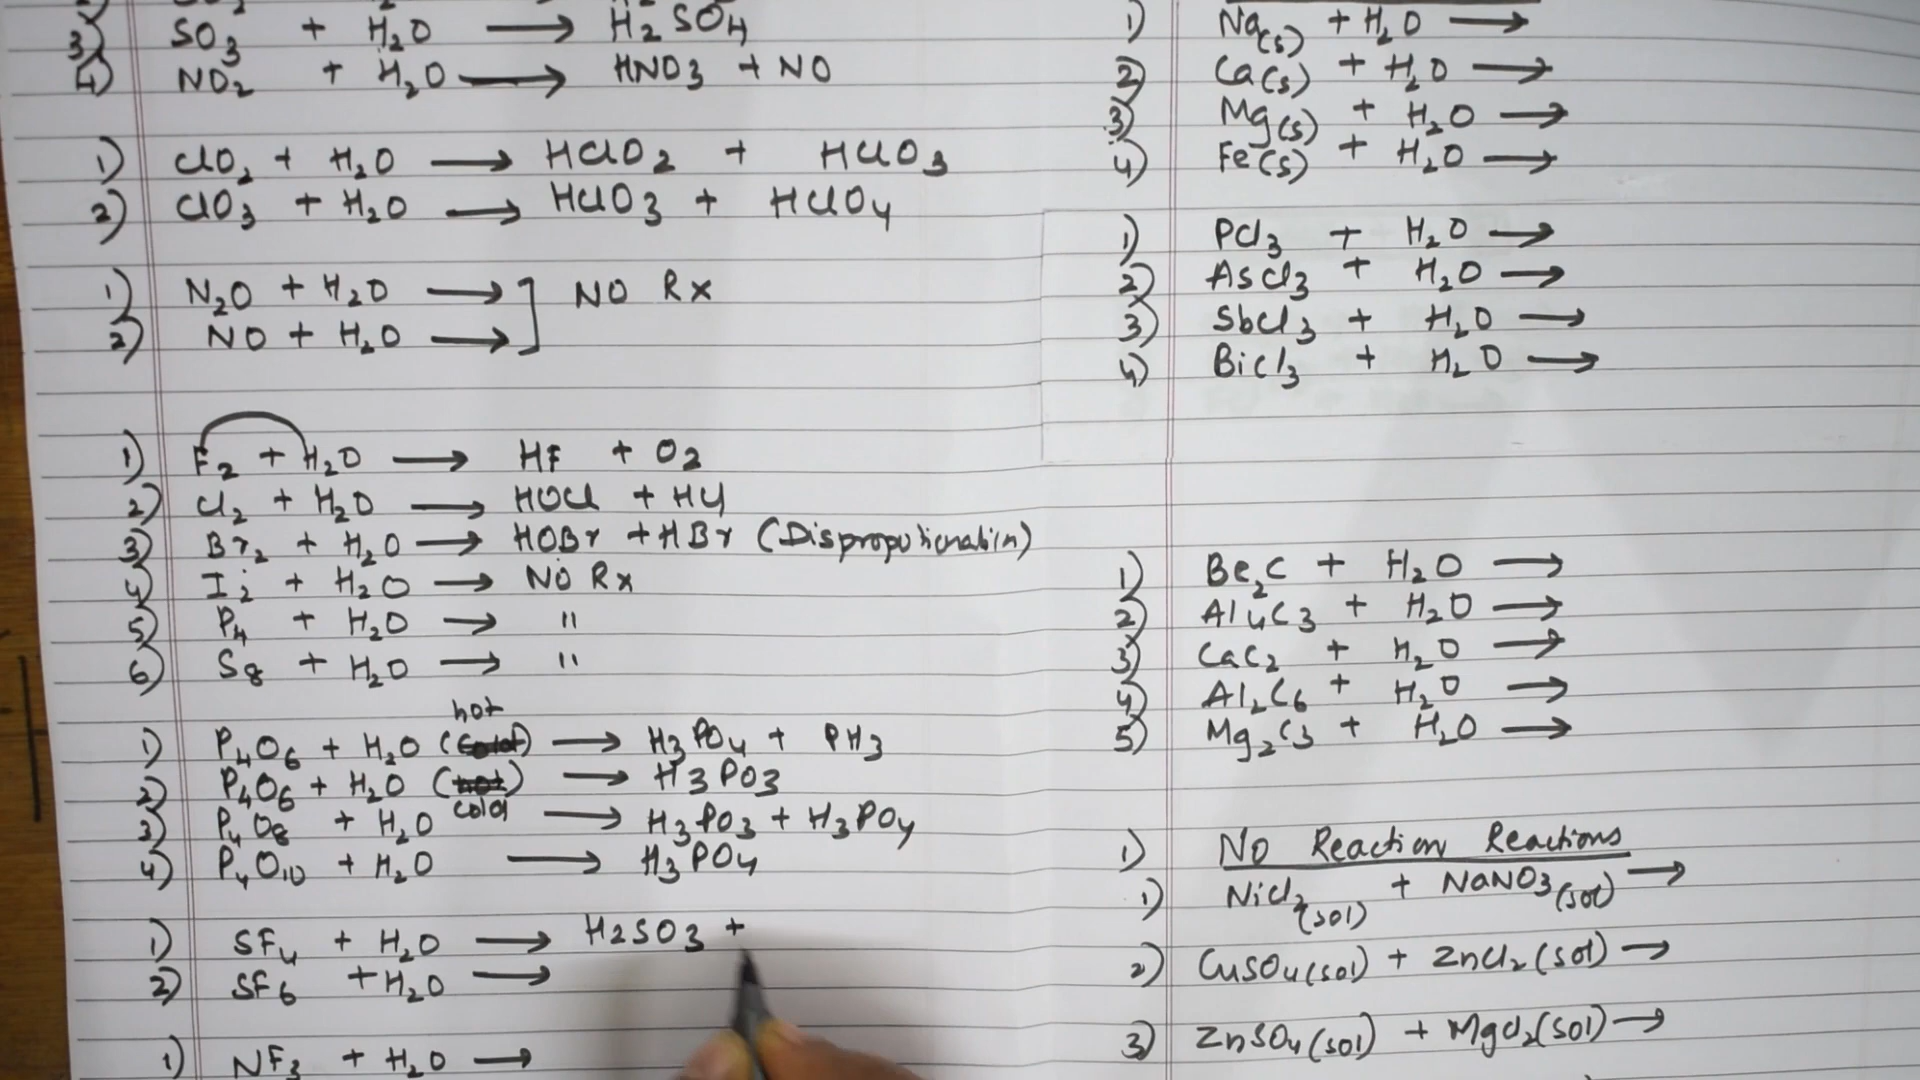 3) SO3 + H2O → H2SO4
4) NO2 + H2O → HNO3 + NO
1) ClO2 + H2O → HClO2 + HClO3
2) ClO3 + H2O → HClO3 + HClO4
1) N2O + H2O → ] NO Rx
2) NO + H2O →
1) F2 + H2O → HF + O2
2) Cl2 + H2O → HOCl + HCl
3) Br2 + H2O → HOBr + HBr (Disproportionation)
4) I2 + H2O → NO Rx
5) P4 + H2O → "
6) S8 + H2O → "
hot
1) P4O6 + H2O (cold) → H3PO4 + PH3
2) P4O6 + H2O (hot) → H3PO3
cold
3) P4O8 + H2O → H3PO3 + H3PO4
4) P4O10 + H2O → H3PO4
1) SF4 + H2O → H2SO3 +
2) SF6 + H2O →
1) NF3 + H2O →
1) Na(s) + H2O →
2) Ca(s) + H2O →
3) Mg(s) + H2O →
4) Fe(s) + H2O →
1) PCl3 + H2O →
2) AsCl3 + H2O →
3) SbCl3 + H2O →
4) BiCl3 + H2O →
1) Be2C + H2O →
2) Al4C3 + H2O →
3) CaC2 + H2O →
4) Al2C6 + H2O →
5) Mg2C3 + H2O →
1) No Reaction Reactions
1) NiCl2(sol) + NaNO3(sol) →
2) CuSO4(sol) + ZnCl2(sol) →
3) ZnSO4(sol) + MgCl2(sol) →